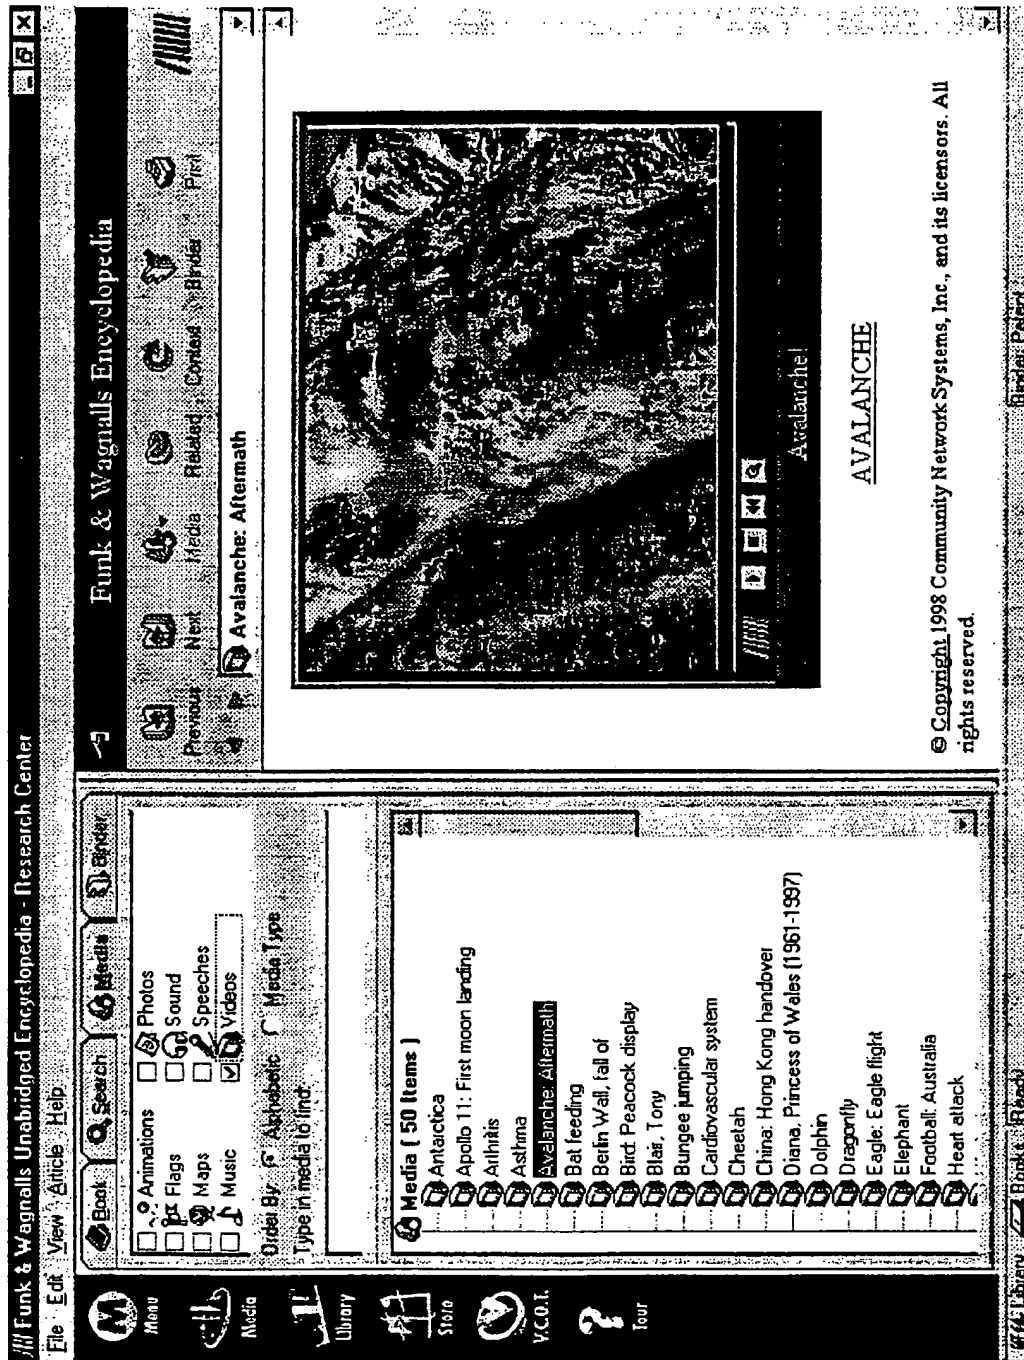 Funk & Wagnalls Unabridged Encyclopedia - Research Center
File Edit View Article Help
Menu
Media
Library
Store
V.C.O.T.
Tour
Book Search Media Binder
Animations Photos
Flags Sound
Maps Speeches
Music Videos
Order By: Alphabetic Media Type
Type in media to find:
Media ( 50 Items )
Antarctica
Apollo 11: First moon landing
Arthritis
Asthma
Avalanche: Aftermath
Bat feeding
Berlin Wall, fall of
Bird: Peacock display
Blair, Tony
Bungee jumping
Cardiovascular system
Cheetah
China: Hong Kong handover
Diana, Princess of Wales (1961-1997)
Dolphin
Dragonfly
Eagle: Eagle flight
Elephant
Football: Australia
Heart attack
Funk & Wagnalls Encyclopedia
Previous Next Media Related Context Binder Print
Avalanche: Aftermath
Avalanche!
AVALANCHE
© Copyright 1998 Community Network Systems, Inc., and its licensors. All
rights reserved.
Library Books Ready